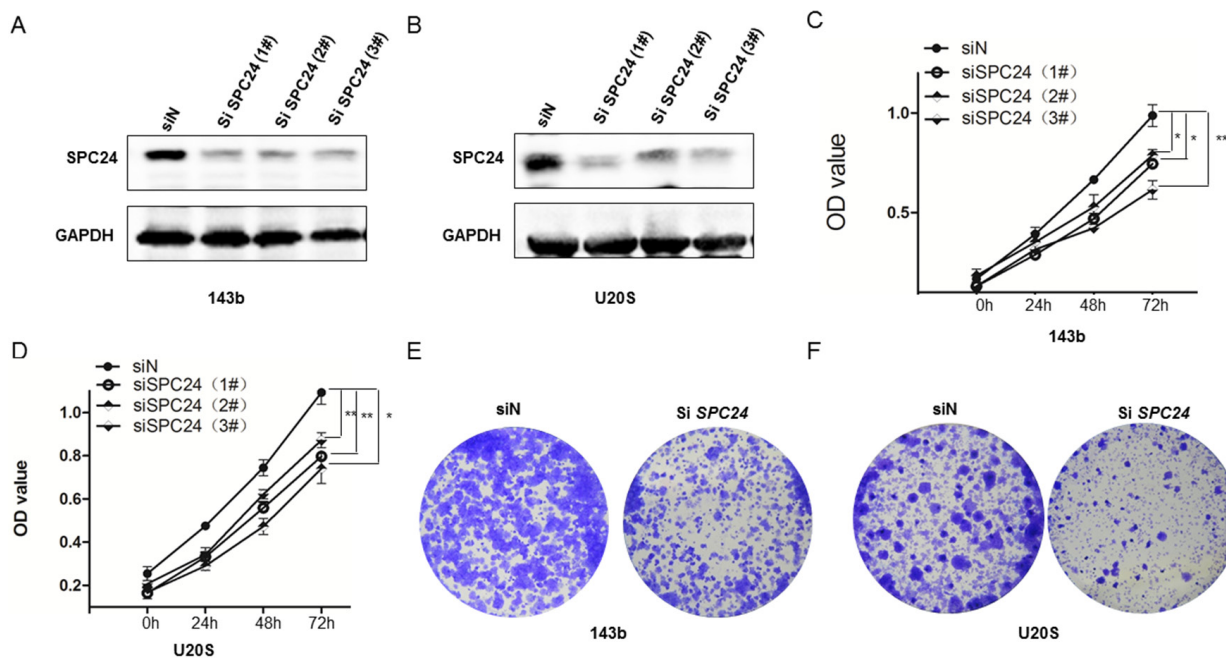 A
siN
Si SPC24 (1#)
Si SPC24 (2#)
Si SPC24 (3#)
SPC24
GAPDH
143b
B
siN
Si SPC24 (1#)
Si SPC24 (2#)
Si SPC24 (3#)
SPC24
GAPDH
U20S
C
siN
siSPC24（1#）
siSPC24（2#）
siSPC24（3#）
1.0
0.5
OD value
* * **
0h 24h 48h 72h
143b
D
siN
siSPC24（1#）
siSPC24（2#）
siSPC24（3#）
1.0
0.8
0.6
0.4
0.2
OD value
** ** *
0h 24h 48h 72h
U20S
E
siN Si SPC24
143b
F
siN Si SPC24
U20S